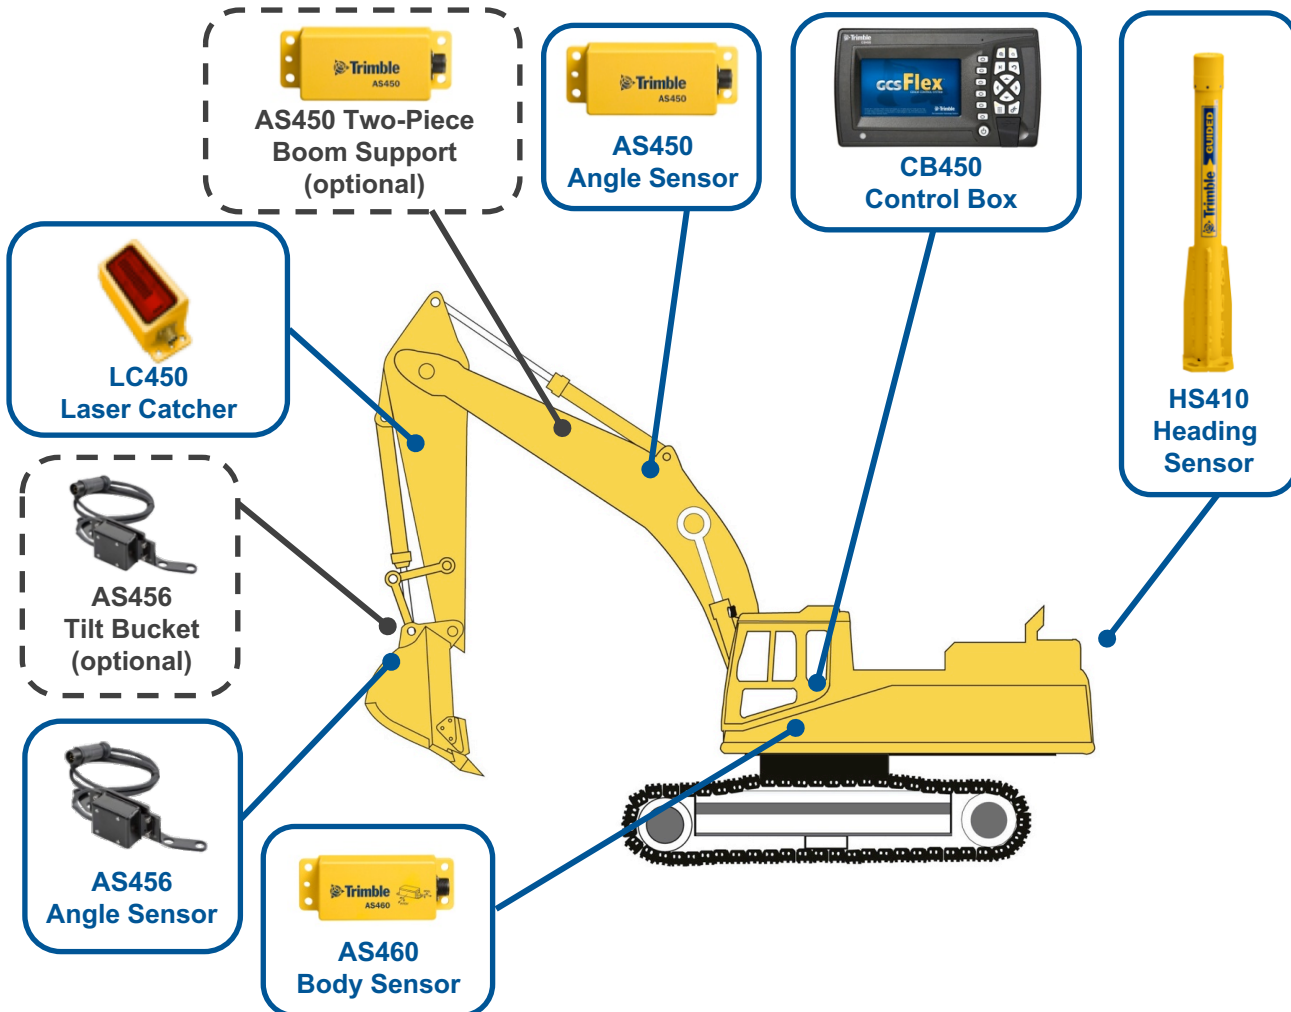 Trimble
AS450
AS450 Two-Piece
Boom Support
(optional)
Trimble
AS450
AS450
Angle Sensor
Trimble
GCSFlex
Trimble
CB450
Control Box
Trimble GUIDED
HS410
Heading
Sensor
LC450
Laser Catcher
AS456
Tilt Bucket
(optional)
AS456
Angle Sensor
Trimble
AS460
AS460
Body Sensor